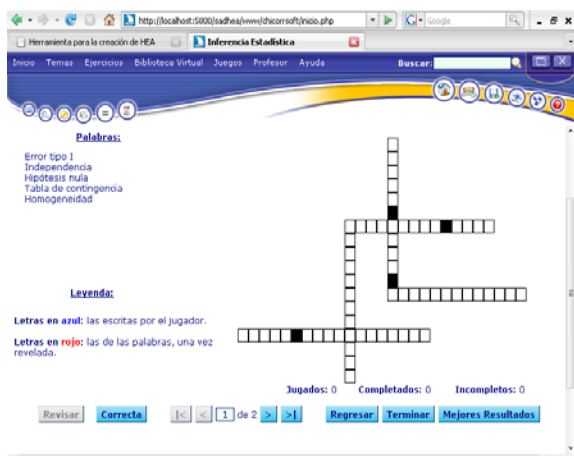 http://localhost:5800/sadhea/www/chicorrsoft/inicio.php
Google
Herramienta para la creación de HEA
Inferencia Estadística
Inicio Temas Ejercicios Biblioteca Virtual Juegos Profesor Ayuda Buscar:
Palabras:
Error tipo I
Independencia
Hipótesis nula
Tabla de contingencia
Homogeneidad
Leyenda:
Letras en azul: las escritas por el jugador.
Letras en rojo: las de las palabras, una vez
revelada.
Jugados: 0 Completados: 0 Incompletos: 0
Revisar Correcta |< < 1 de 2 > >| Regresar Terminar Mejores Resultados